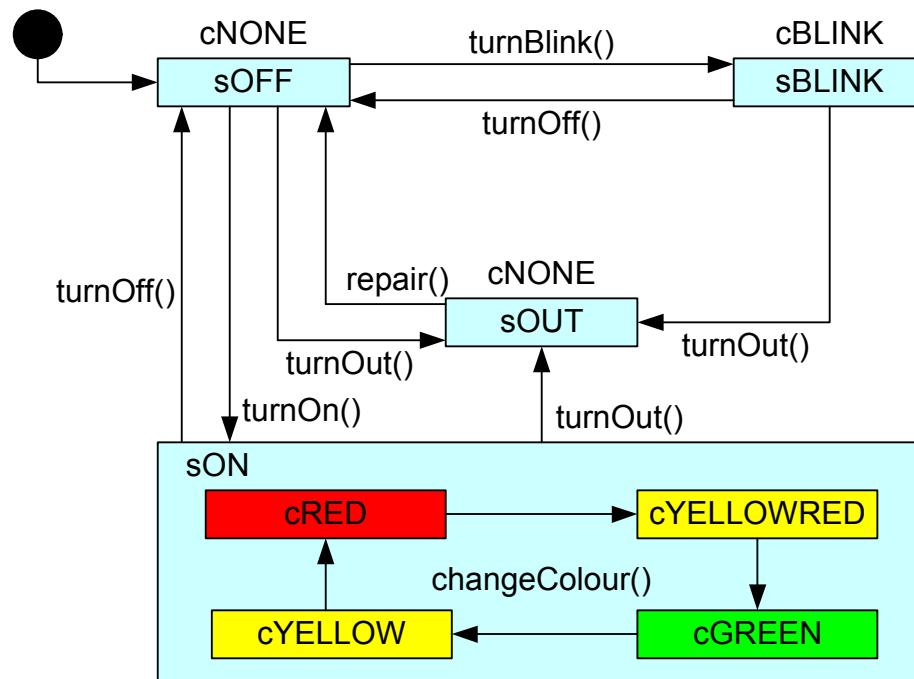 cNONE
turnBlink()
cBLINK
sOFF
sBLINK
turnOff()
turnOff()
repair()
cNONE
sOUT
turnOut()
turnOut()
turnOn()
turnOut()
sON
cRED
cYELLOWRED
changeColour()
cYELLOW
cGREEN